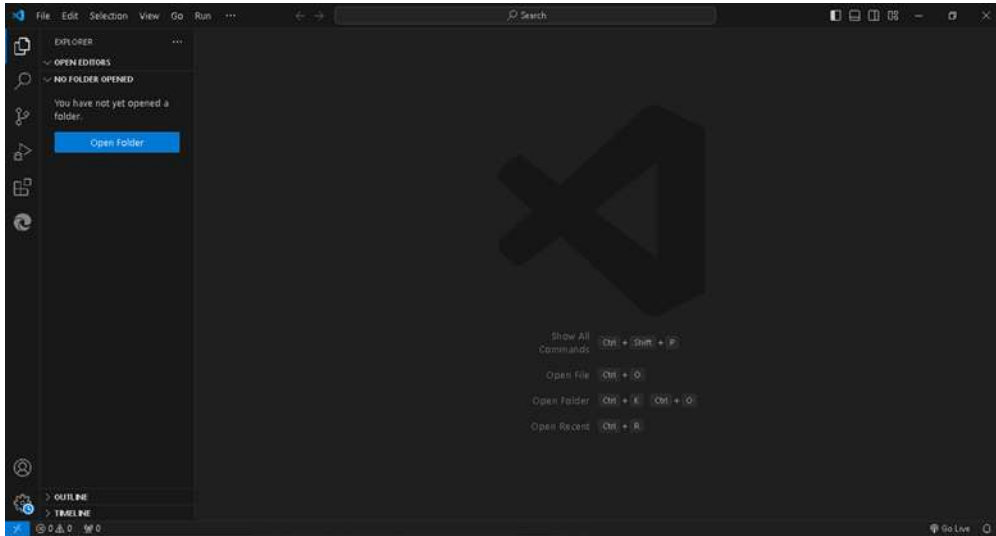 File Edit Selection View Go Run ··· ← → Search
EXPLORER ···
OPEN EDITORS
NO FOLDER OPENED
You have not yet opened a
folder.
Open Folder
Show All
Commands
Ctrl + Shift + P
Open File Ctrl + O
Open Folder Ctrl + K Ctrl + O
Open Recent Ctrl + R
OUTLINE
TIMELINE
0 0 0 Go Live